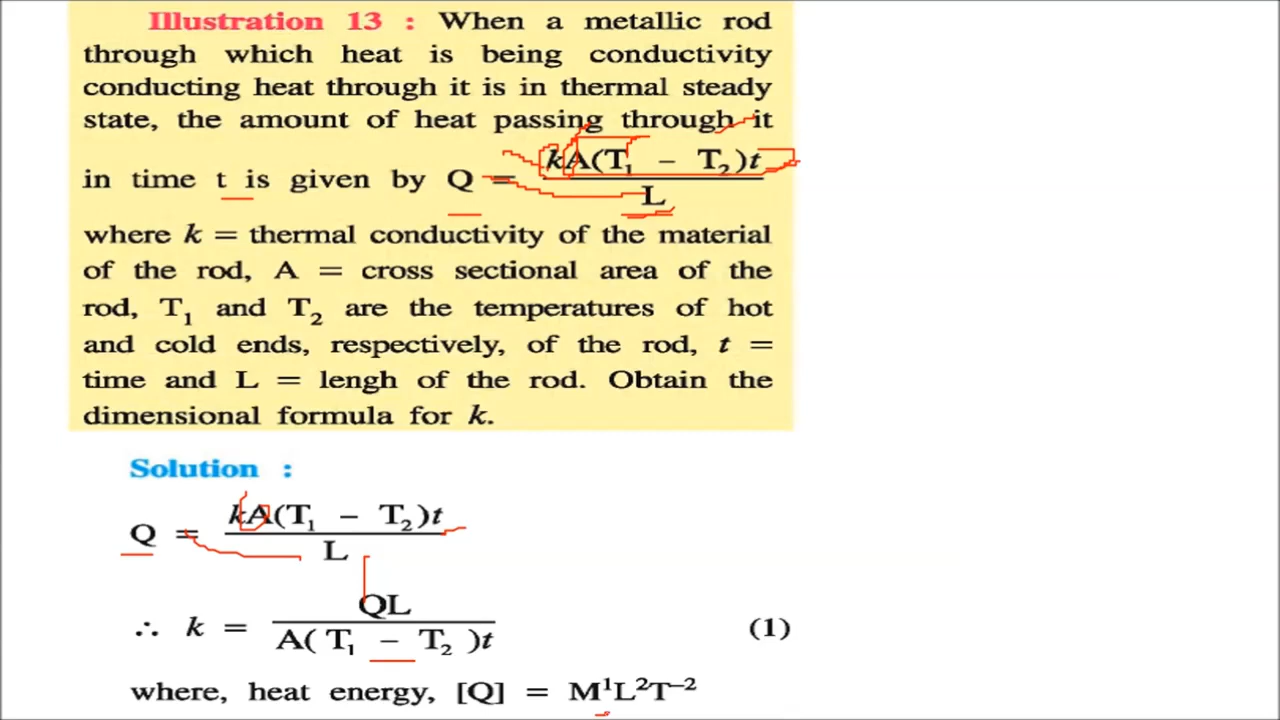 Illustration 13 : When a metallic rod
through which heat is being conductivity
conducting heat through it is in thermal steady
state, the amount of heat passing through it
in time t is given by Q = kA(T₁ – T₂)t / L
where k = thermal conductivity of the material
of the rod, A = cross sectional area of the
rod, T₁ and T₂ are the temperatures of hot
and cold ends, respectively, of the rod, t =
time and L = lengh of the rod. Obtain the
dimensional formula for k.
Solution :
Q = kA(T₁ – T₂)t / L
∴ k = QL / A( T₁ – T₂ )t (1)
where, heat energy, [Q] = M¹L²T⁻²